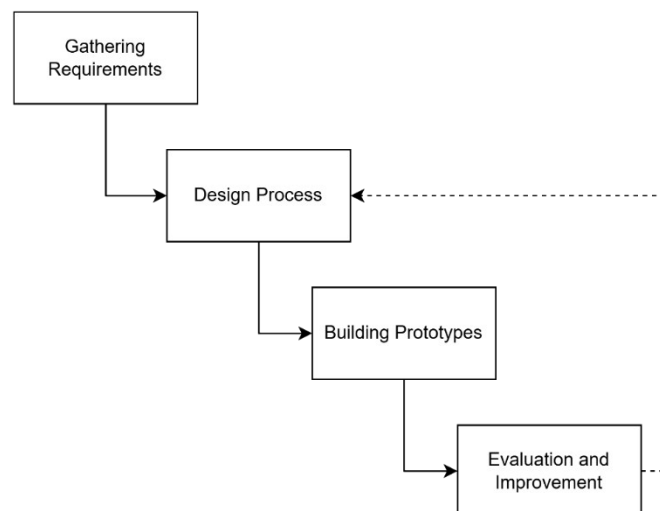 Gathering
Requirements
Design Process
Building Prototypes
Evaluation and
Improvement